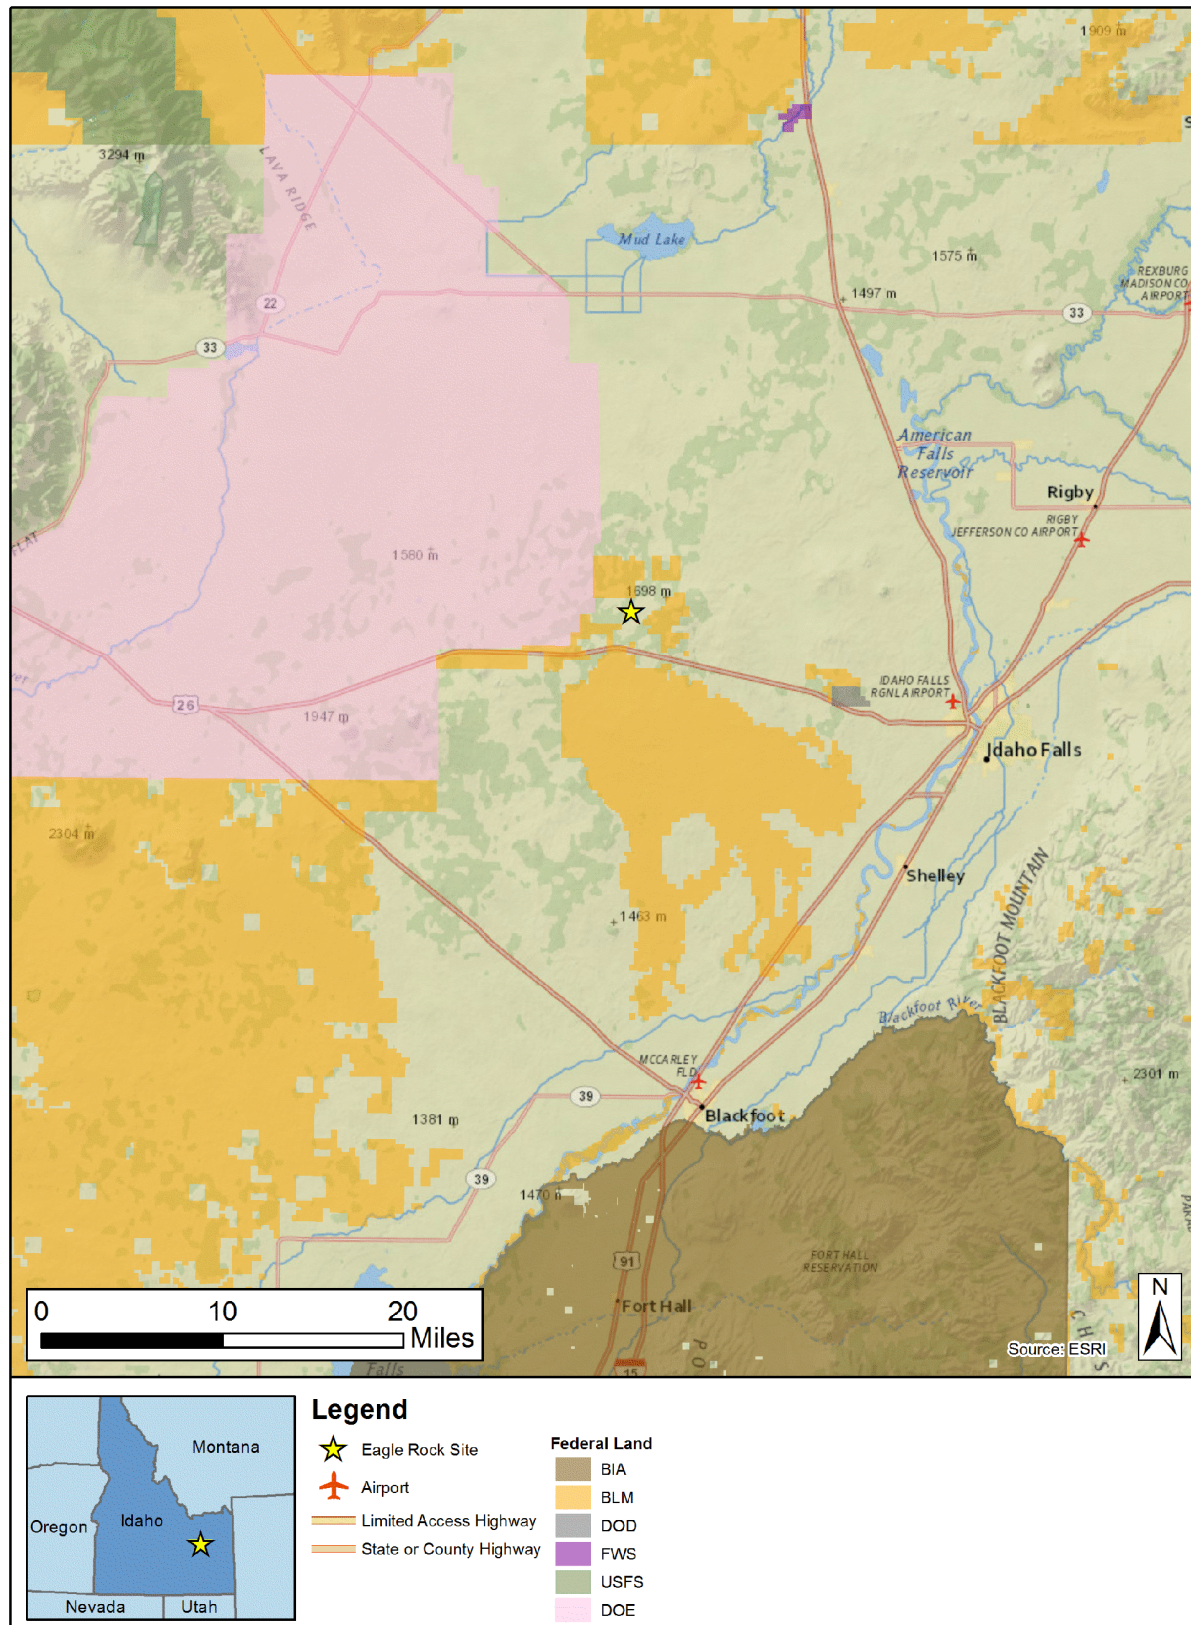 1909 m
S
3294 m
LAVA RIDGE
Mud Lake
1575 m
REXBURG
MADISON CO
AIRPORT
22
1497 m
33
33
American
Falls
Reservoir
Rigby
RIGBY
JEFFERSON CO AIRPORT
FLAT
1580 m
1698 m
IDAHO FALLS
RGNL AIRPORT
26
1947 m
Idaho Falls
2304 m
Shelley
BLACKFOOT MOUNTAIN
1463 m
Blackfoot River
MCCARLEY
FLD
2301 m
39
Blackfoot
1381 m
39
1470 m
FORT HALL
RESERVATION
91
Fort Hall
0 10 20
Miles
N
Falls
15
PO
CH
S
Source: ESRI
Legend
Eagle Rock Site
Airport
Limited Access Highway
State or County Highway
Federal Land
BIA
BLM
DOD
FWS
USFS
DOE
Montana
Oregon
Idaho
Nevada
Utah